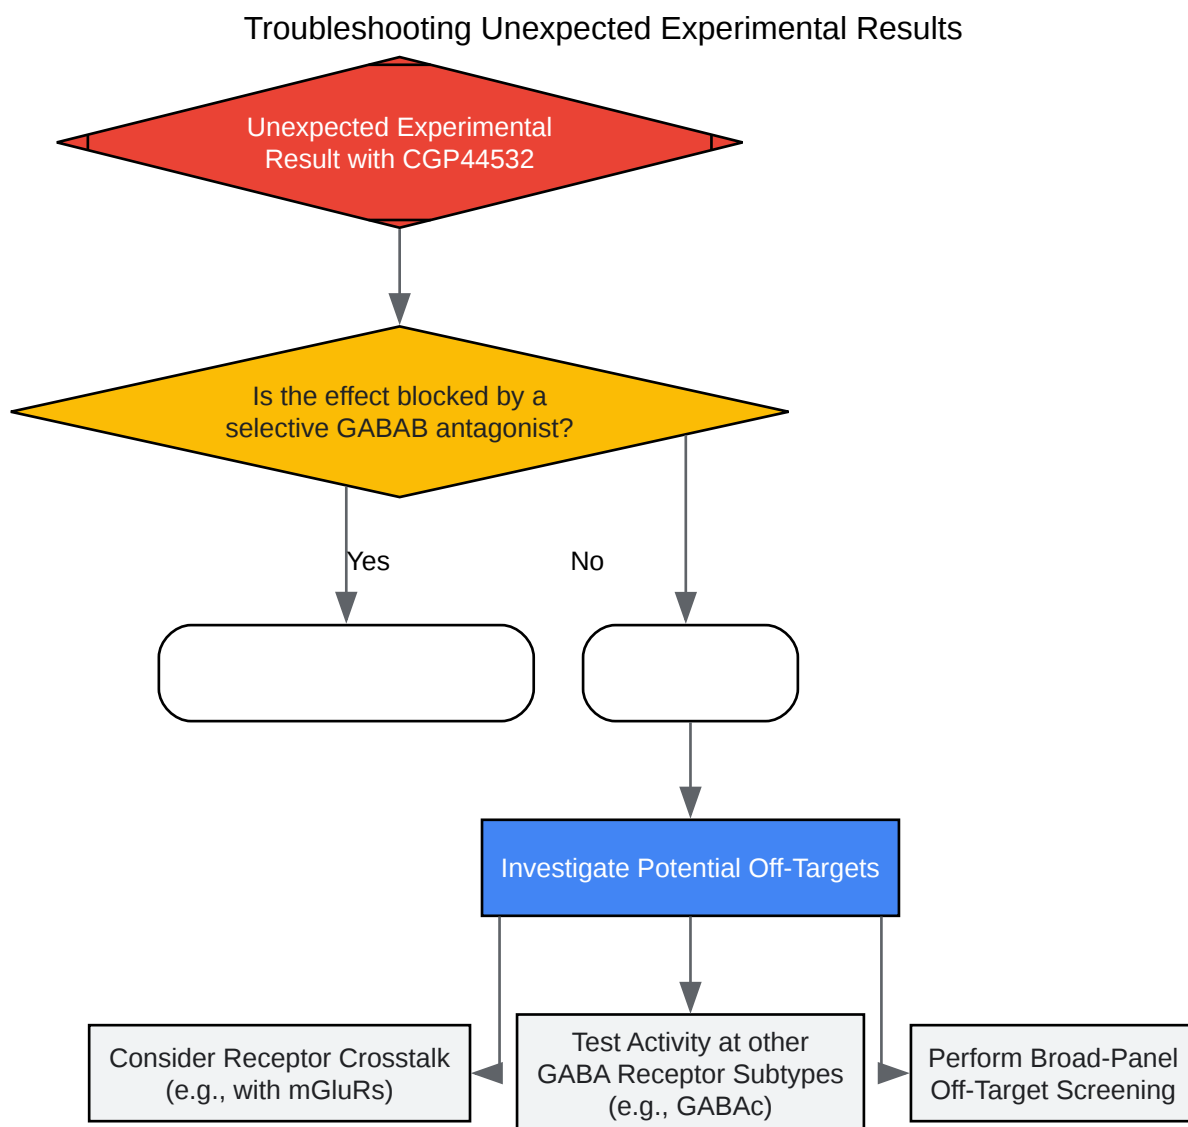 Troubleshooting Unexpected Experimental Results
Unexpected Experimental
Result with CGP44532
Is the effect blocked by a
selective GABAB antagonist?
Yes
No
Investigate Potential Off-Targets
Consider Receptor Crosstalk
(e.g., with mGluRs)
Test Activity at other
GABA Receptor Subtypes
(e.g., GABAc)
Perform Broad-Panel
Off-Target Screening